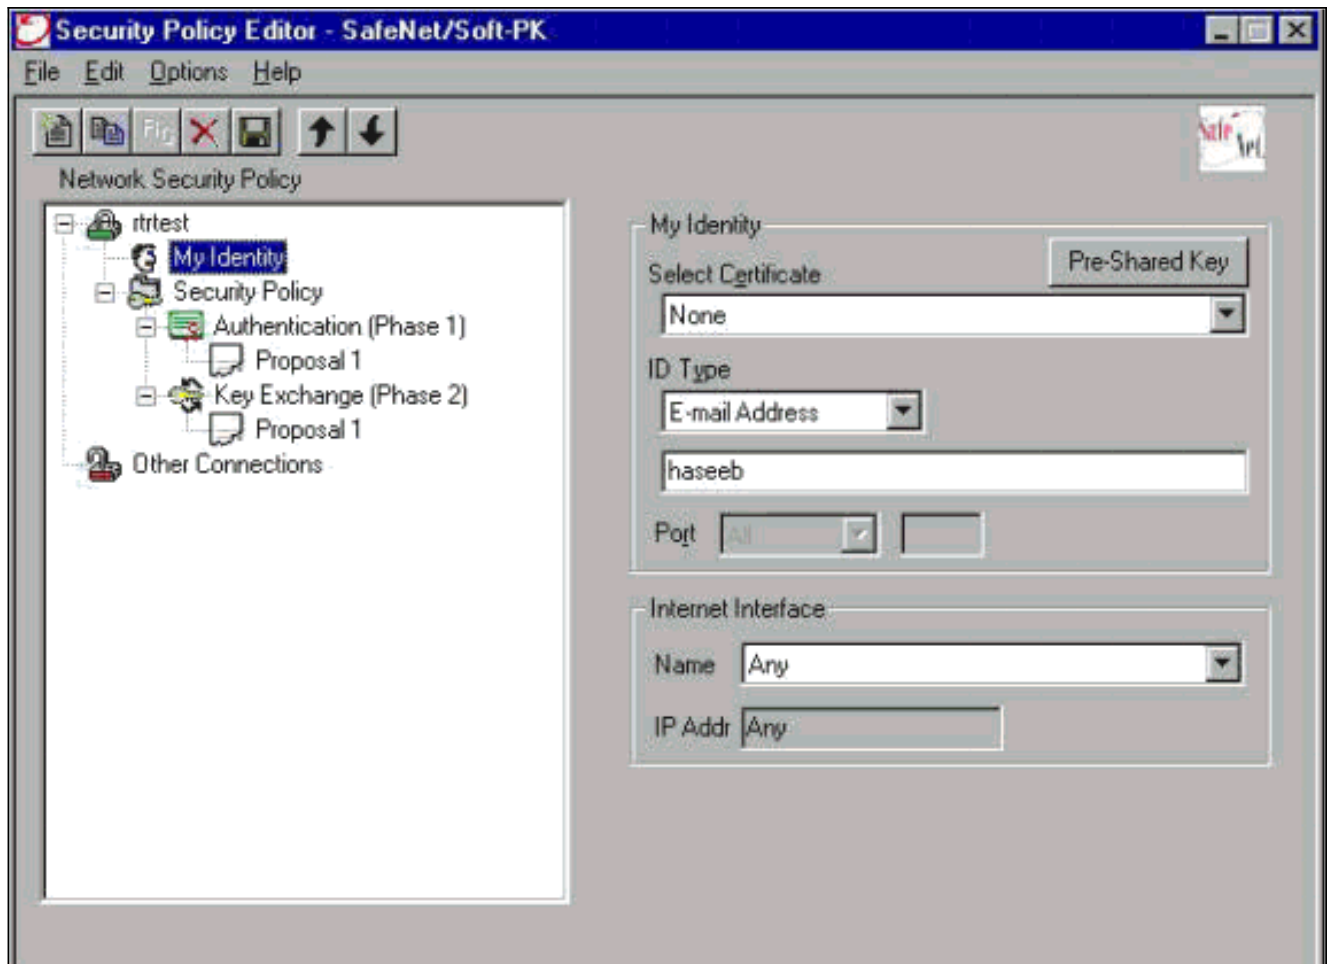 Security Policy Editor - SafeNet/Soft-PK
File Edit Options Help
Safe
Net
Network Security Policy
rtrtest
My Identity
Security Policy
Authentication (Phase 1)
Proposal 1
Key Exchange (Phase 2)
Proposal 1
Other Connections
My Identity
Pre-Shared Key
Select Certificate
None
ID Type
E-mail Address
haseeb
Port All
Internet Interface
Name Any
IP Addr Any